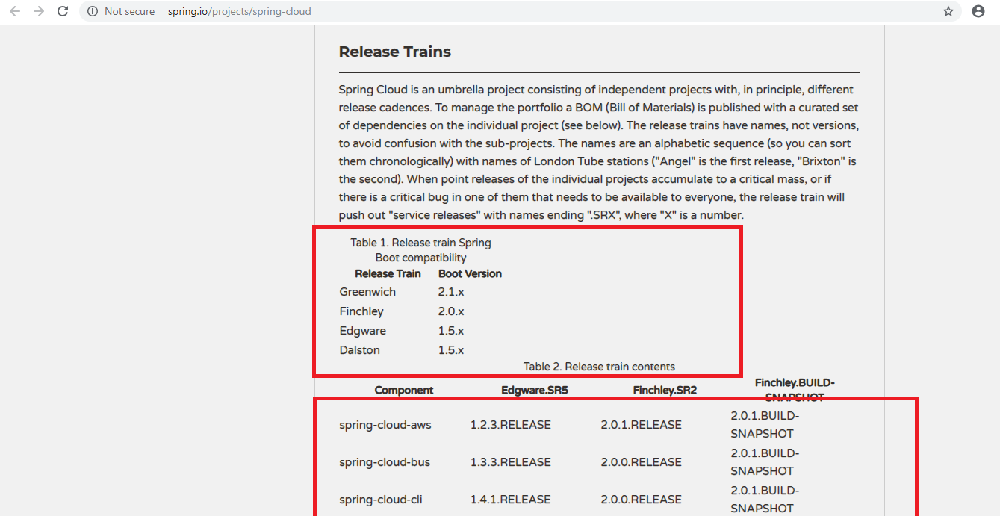 Not secure | spring.io/projects/spring-cloud
Release Trains
Spring Cloud is an umbrella project consisting of independent projects with, in principle, different
release cadences. To manage the portfolio a BOM (Bill of Materials) is published with a curated set
of dependencies on the individual project (see below). The release trains have names, not versions,
to avoid confusion with the sub-projects. The names are an alphabetic sequence (so you can sort
them chronologically) with names of London Tube stations ("Angel" is the first release, "Brixton" is
the second). When point releases of the individual projects accumulate to a critical mass, or if
there is a critical bug in one of them that needs to be available to everyone, the release train will
push out "service releases" with names ending ".SRX", where "X" is a number.
Table 1. Release train Spring
Boot compatibility
Release Train Boot Version
Greenwich 2.1.x
Finchley 2.0.x
Edgware 1.5.x
Dalston 1.5.x
Table 2. Release train contents
Component Edgware.SR5 Finchley.SR2 Finchley.BUILD-
SNAPSHOT
spring-cloud-aws 1.2.3.RELEASE 2.0.1.RELEASE 2.0.1.BUILD-
SNAPSHOT
spring-cloud-bus 1.3.3.RELEASE 2.0.0.RELEASE 2.0.1.BUILD-
SNAPSHOT
spring-cloud-cli 1.4.1.RELEASE 2.0.0.RELEASE 2.0.1.BUILD-
SNAPSHOT